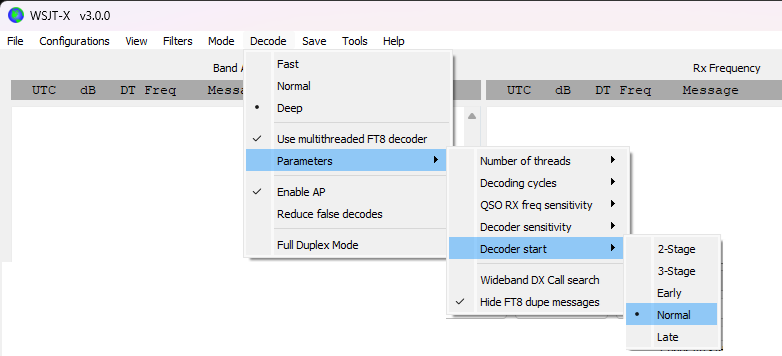 WSJT-X v3.0.0
File Configurations View Filters Mode Decode Save Tools Help
Band A
Rx Frequency
UTC dB DT Freq Messa
UTC dB DT Freq Message
Fast
Normal
Deep
Use multithreaded FT8 decoder
Parameters
Enable AP
Reduce false decodes
Full Duplex Mode
Number of threads
Decoding cycles
QSO RX freq sensitivity
Decoder sensitivity
Decoder start
Wideband DX Call search
Hide FT8 dupe messages
2-Stage
3-Stage
Early
Normal
Late